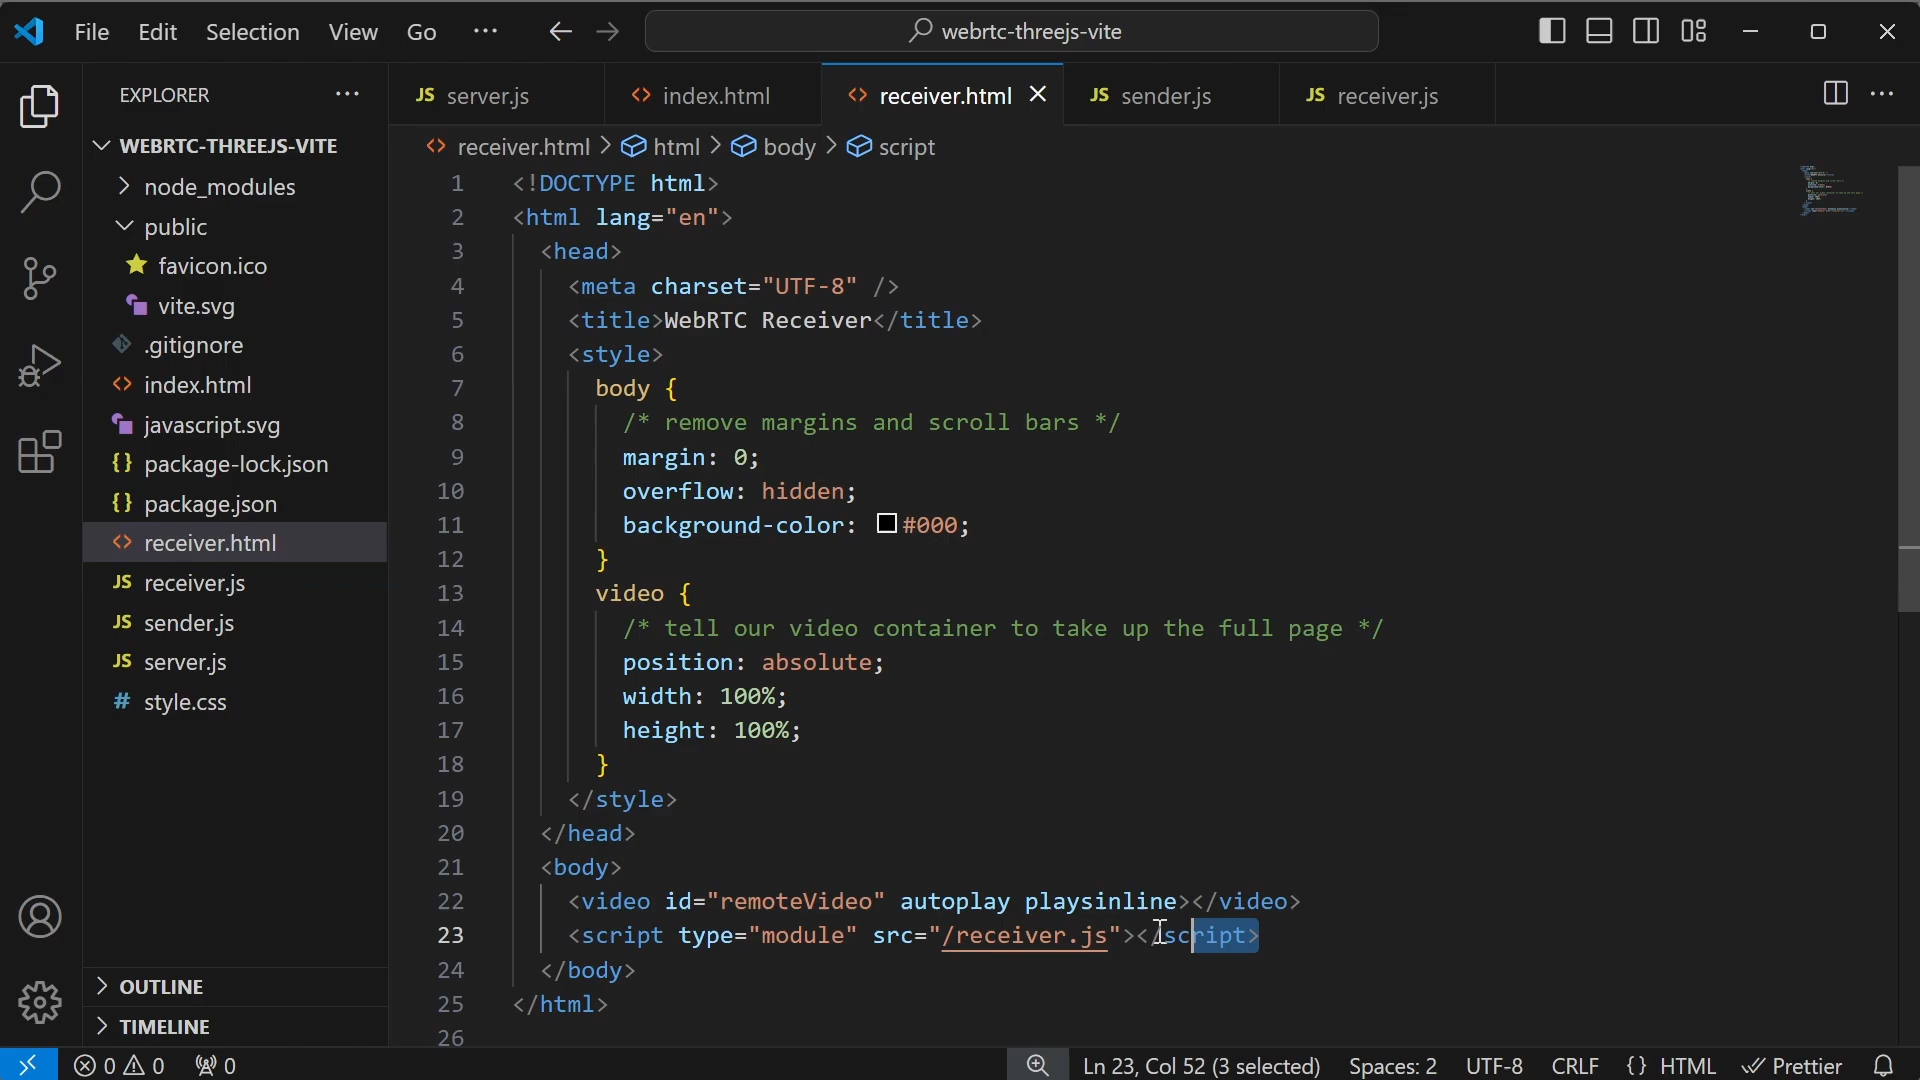 File Edit Selection View Go ··· webrtc-threejs-vite
EXPLORER ···
WEBRTC-THREEJS-VITE
node_modules
public
favicon.ico
vite.svg
.gitignore
index.html
javascript.svg
package-lock.json
package.json
receiver.html
receiver.js
sender.js
server.js
style.css
OUTLINE
TIMELINE
JS server.js <> index.html <> receiver.html JS sender.js JS receiver.js
<> receiver.html > html > body > script
1 <!DOCTYPE html>
2 <html lang="en">
3 <head>
4 <meta charset="UTF-8" />
5 <title>WebRTC Receiver</title>
6 <style>
7 body {
8 /* remove margins and scroll bars */
9 margin: 0;
10 overflow: hidden;
11 background-color: #000;
12 }
13 video {
14 /* tell our video container to take up the full page */
15 position: absolute;
16 width: 100%;
17 height: 100%;
18 }
19 </style>
20 </head>
21 <body>
22 <video id="remoteVideo" autoplay playsinline></video>
23 <script type="module" src="/receiver.js"></script>
24 </body>
25 </html>
26
0 0 0 Ln 23, Col 52 (3 selected) Spaces: 2 UTF-8 CRLF {} HTML Prettier